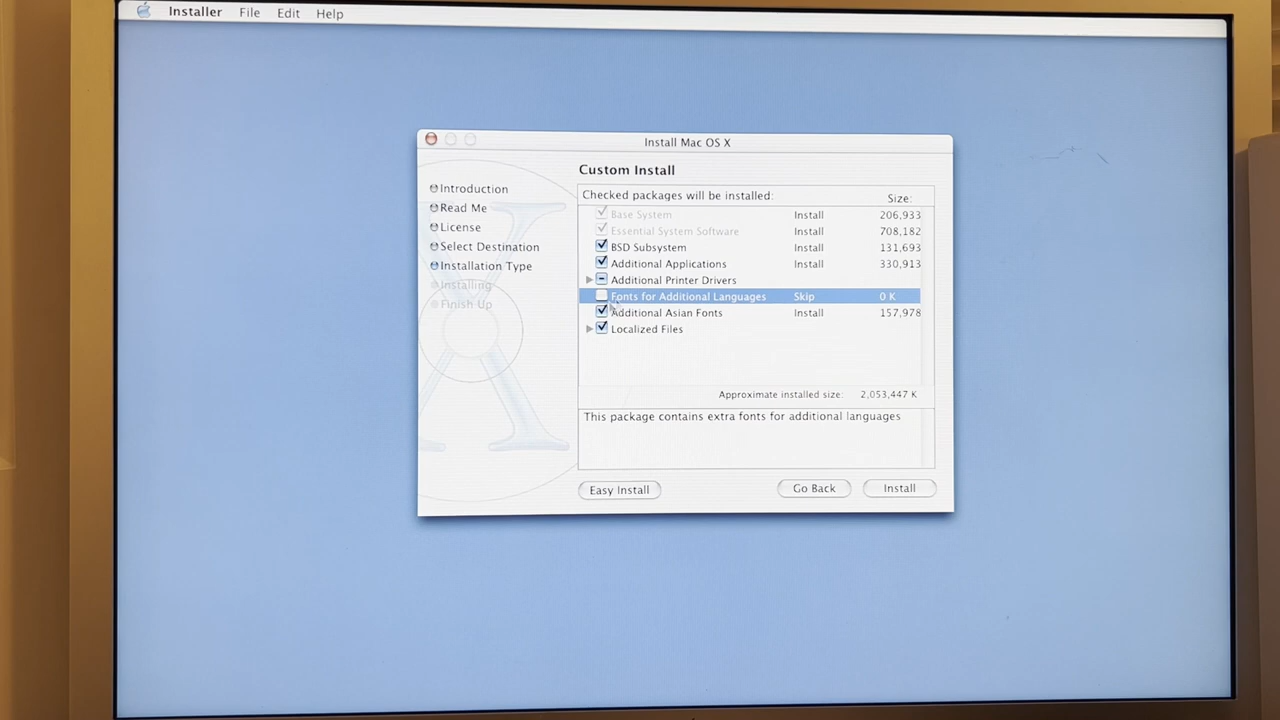 Installer File Edit Help
Install Mac OS X
Custom Install
Introduction
Read Me
License
Select Destination
Installation Type
Installing
Finish Up
Checked packages will be installed: Size:
Base System Install 206,933
Essential System Software Install 708,182
BSD Subsystem Install 131,693
Additional Applications Install 330,913
Additional Printer Drivers
Fonts for Additional Languages Skip 0 K
Additional Asian Fonts Install 157,978
Localized Files
Approximate installed size: 2,053,447 K
This package contains extra fonts for additional languages
Easy Install Go Back Install